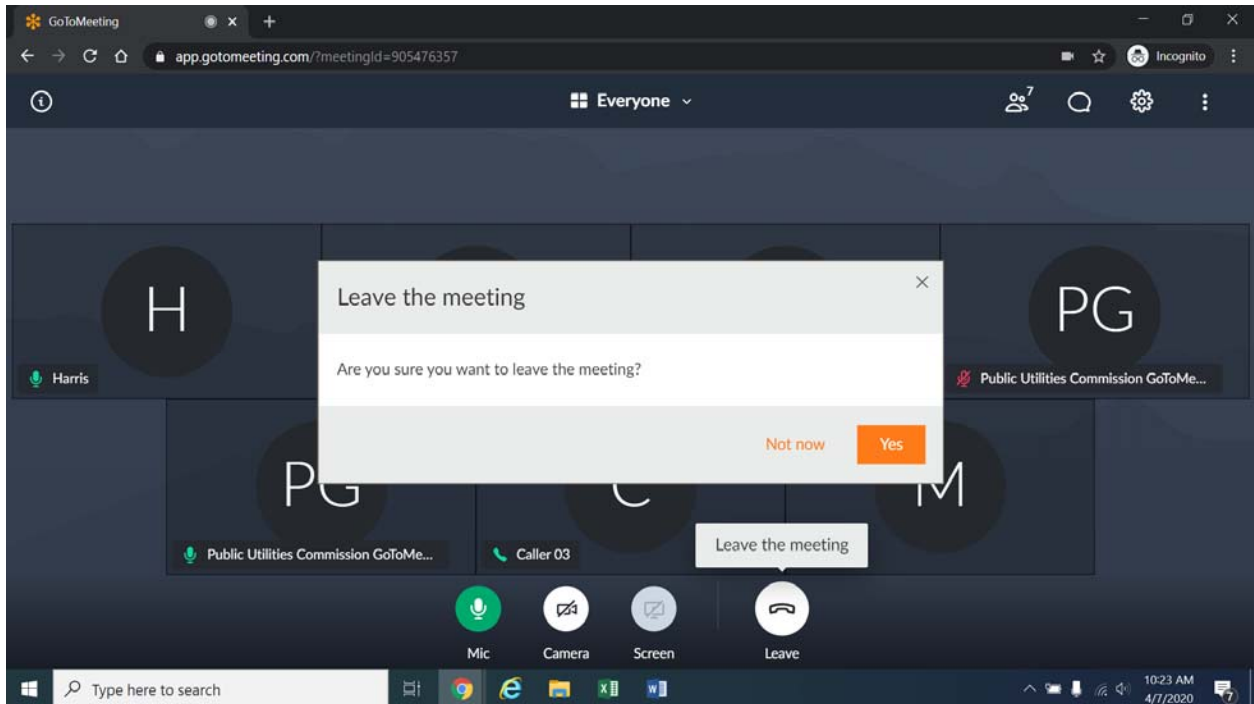 GoToMeeting
app.gotomeeting.com/?meetingId=905476357
Incognito
Everyone
7
H
PG
Leave the meeting
Are you sure you want to leave the meeting?
Not now
Yes
Harris
Public Utilities Commission GoToMe...
PG
C
M
Public Utilities Commission GoToMe...
Caller 03
Leave the meeting
Mic
Camera
Screen
Leave
Type here to search
10:23 AM
4/7/2020
7